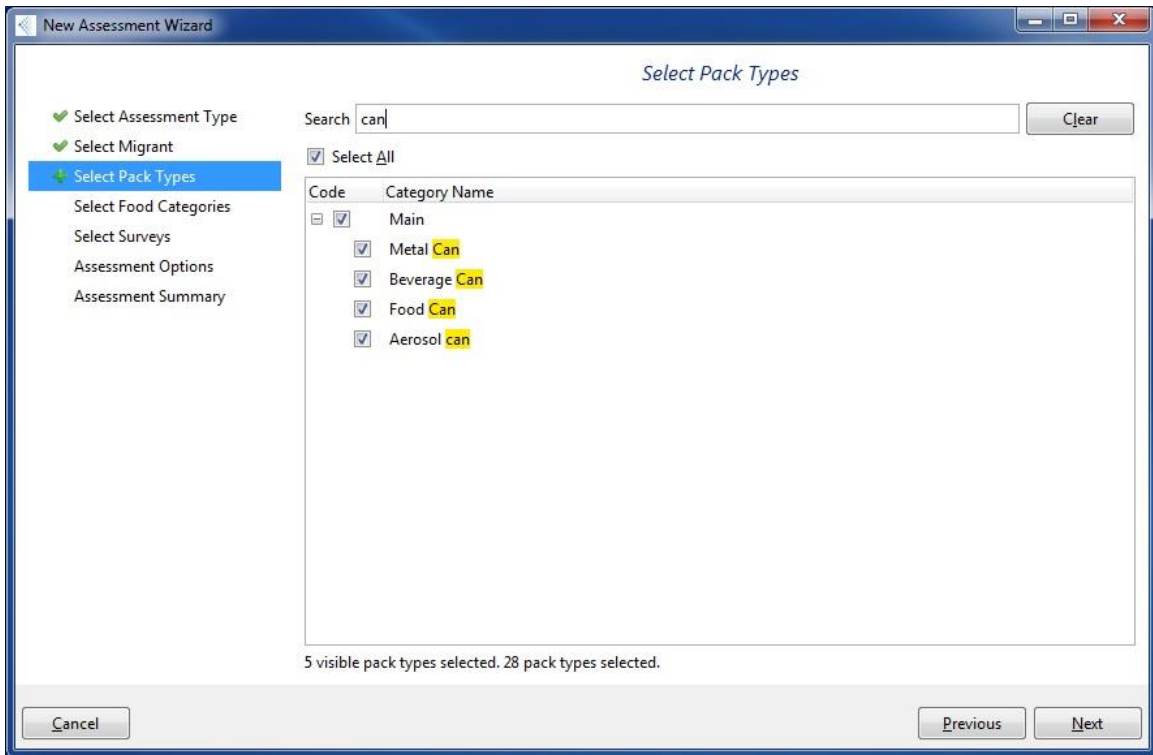 New Assessment Wizard
Select Pack Types
Select Assessment Type
Select Migrant
Select Pack Types
Select Food Categories
Select Surveys
Assessment Options
Assessment Summary
Search can Clear
Select All
Code Category Name
Main
Metal Can
Beverage Can
Food Can
Aerosol can
5 visible pack types selected. 28 pack types selected.
Cancel Previous Next